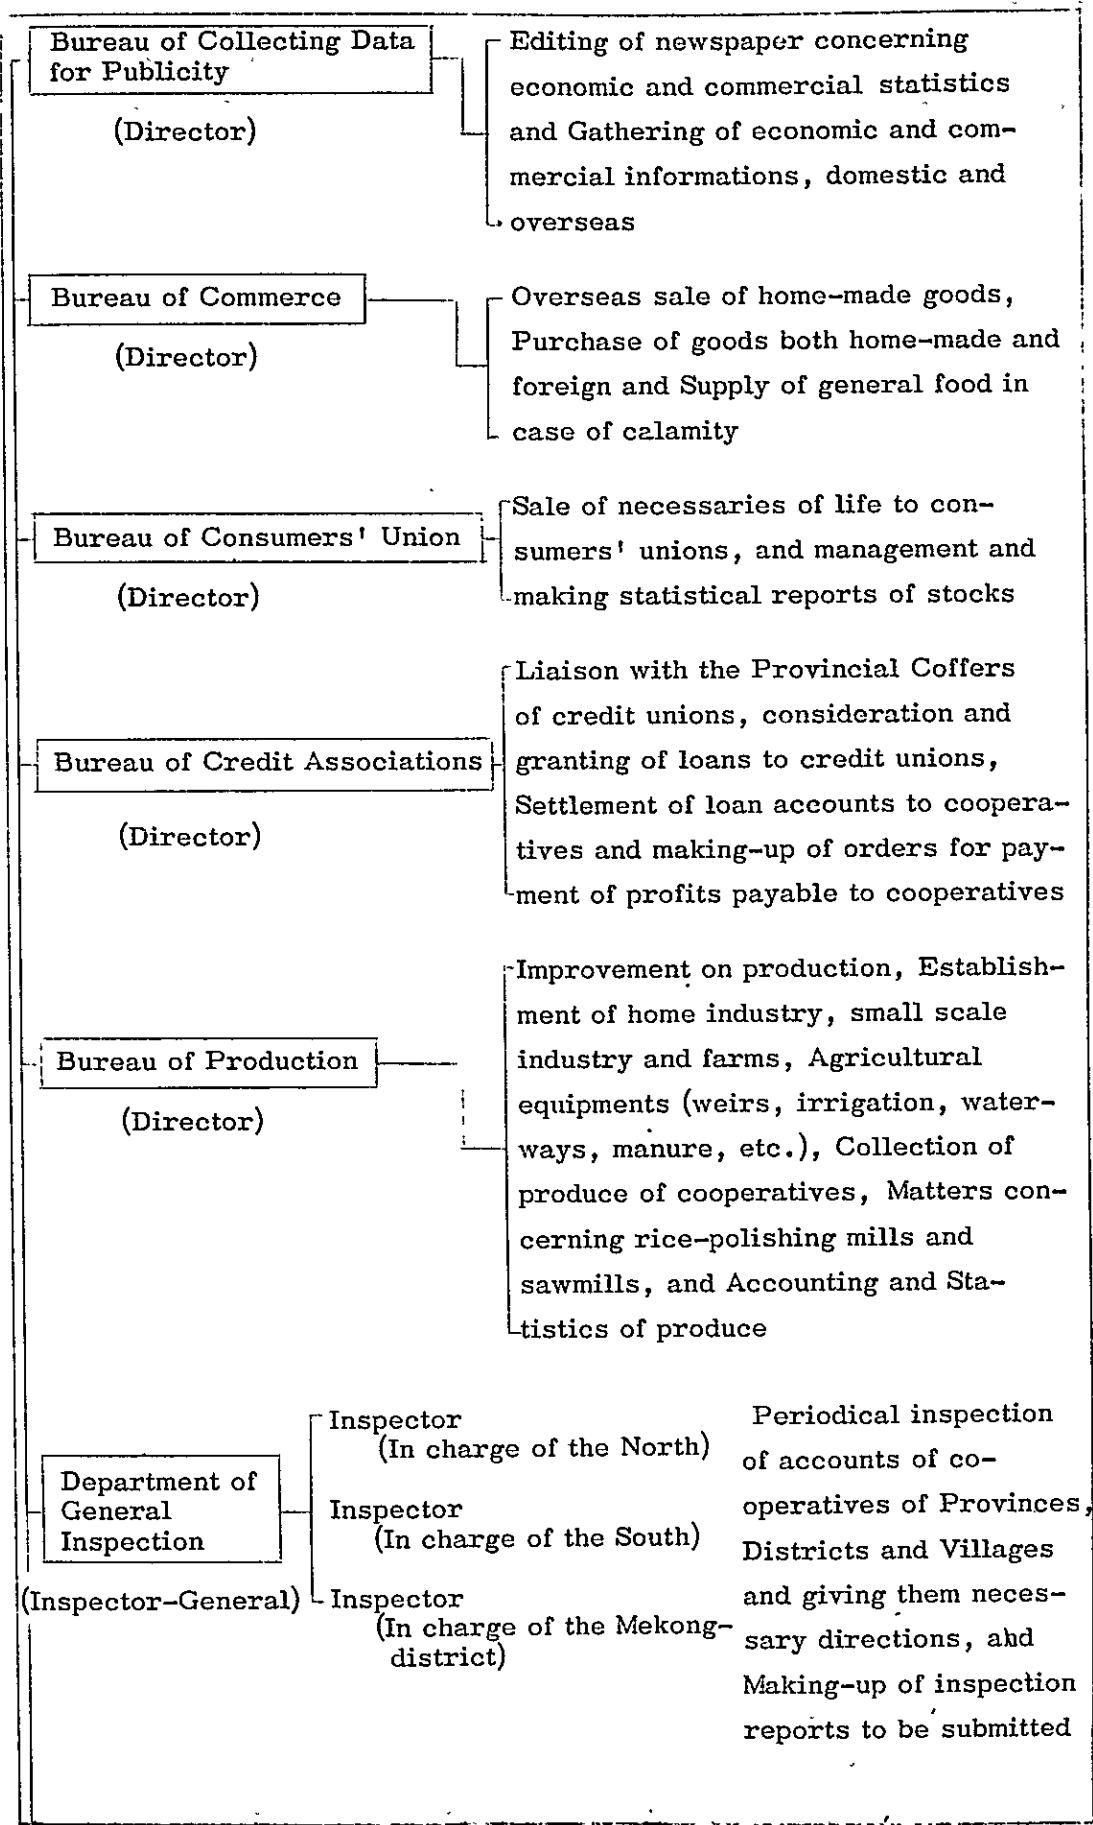 Bureau of Collecting Data
for Publicity
(Director)
Editing of newspaper concerning
economic and commercial statistics
and Gathering of economic and com-
mercial informations, domestic and
overseas
Bureau of Commerce
(Director)
Overseas sale of home-made goods,
Purchase of goods both home-made and
foreign and Supply of general food in
case of calamity
Bureau of Consumers' Union
(Director)
Sale of necessaries of life to con-
sumers' unions, and management and
making statistical reports of stocks
Bureau of Credit Associations
(Director)
Liaison with the Provincial Coffers
of credit unions, consideration and
granting of loans to credit unions,
Settlement of loan accounts to coopera-
tives and making-up of orders for pay-
ment of profits payable to cooperatives
Bureau of Production
(Director)
Improvement on production, Establish-
ment of home industry, small scale
industry and farms, Agricultural
equipments (weirs, irrigation, water-
ways, manure, etc.), Collection of
produce of cooperatives, Matters con-
cerning rice-polishing mills and
sawmills, and Accounting and Sta-
tistics of produce
Department of
General
Inspection
(Inspector-General)
Inspector
(In charge of the North)
Inspector
(In charge of the South)
Inspector
(In charge of the Mekong-
district)
Periodical inspection
of accounts of co-
operatives of Provinces,
Districts and Villages
and giving them neces-
sary directions, and
Making-up of inspection
reports to be submitted